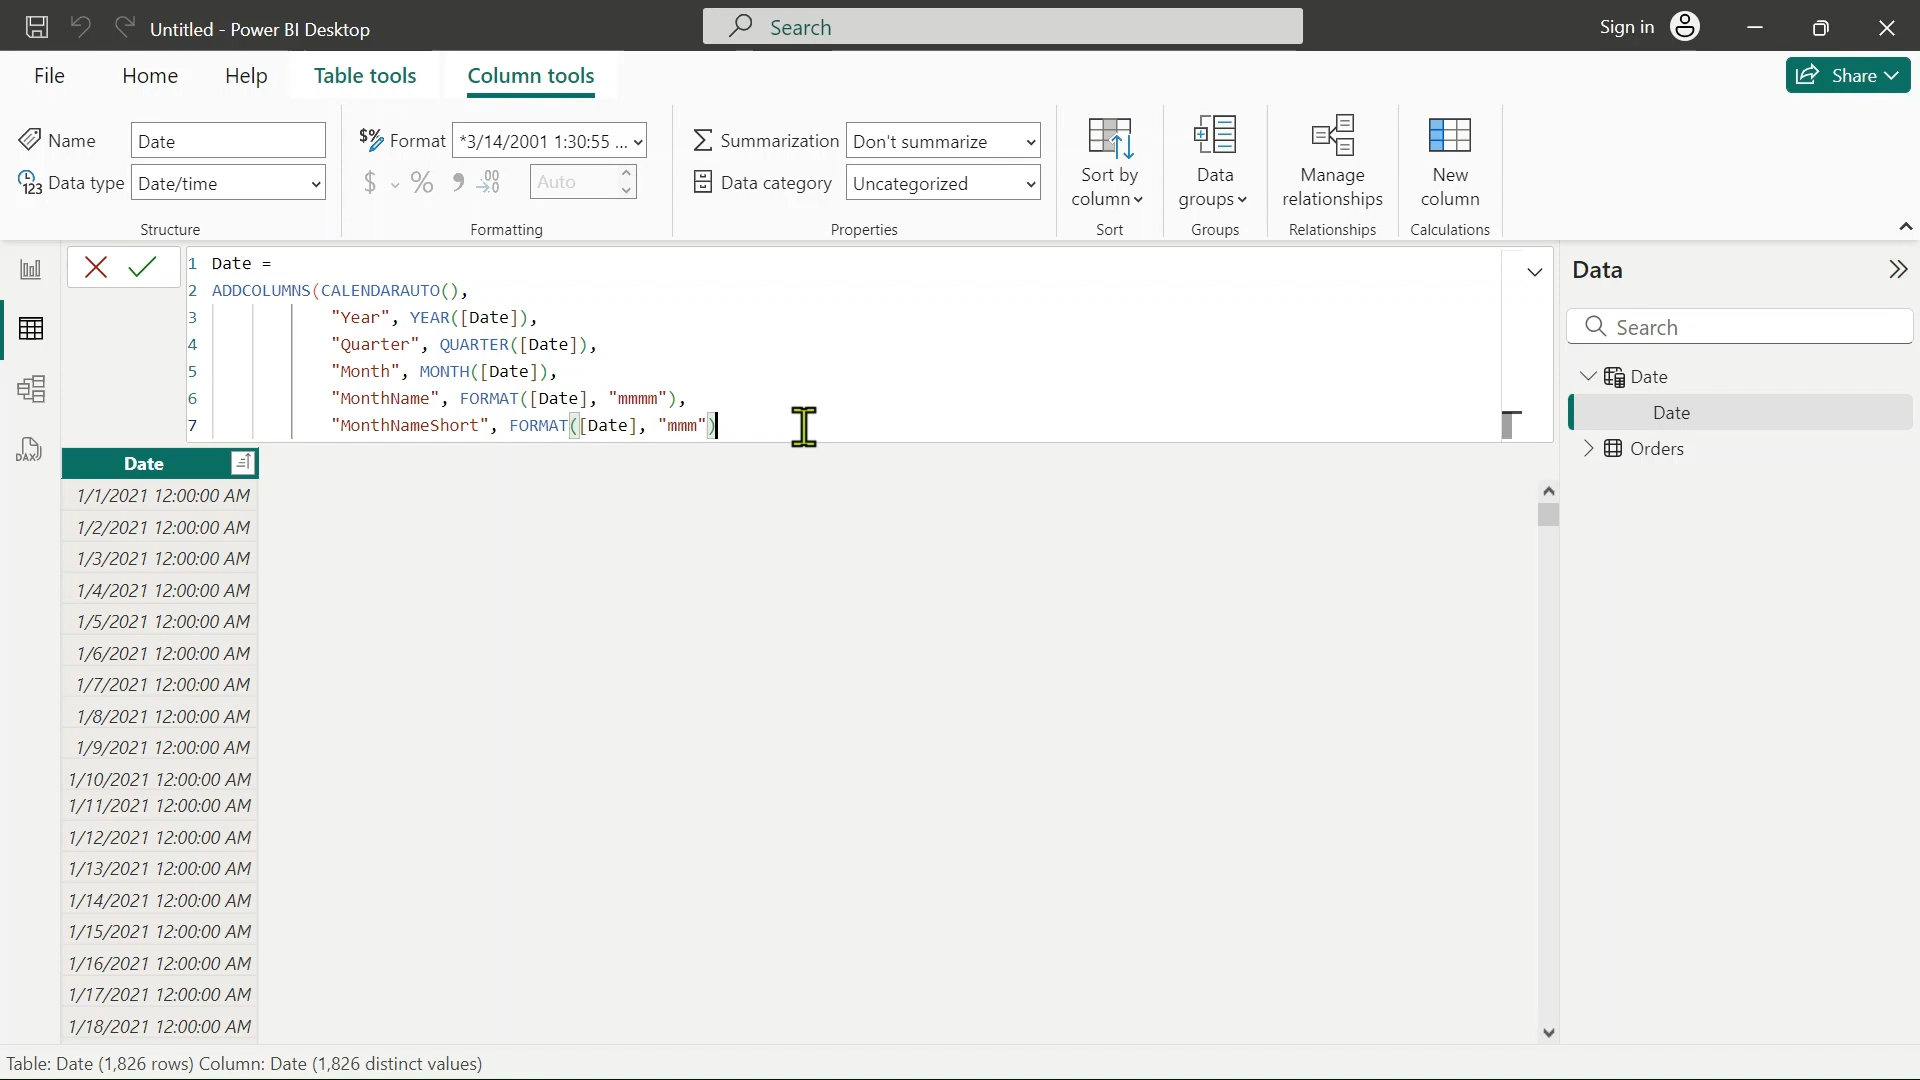 Untitled - Power BI Desktop
Search
Sign in
File
Home
Help
Table tools
Column tools
Share
Name
Date
Data type
Date/time
Structure
$% Format
*3/14/2001 1:30:55 ...
$ % 9 .00
Auto
Formatting
Summarization
Don't summarize
Data category
Uncategorized
Properties
Sort by
column
Sort
Data
groups
Groups
Manage
relationships
Relationships
New
column
Calculations
1 Date =
2 ADDCOLUMNS(CALENDARAUTO(),
3 "Year", YEAR([Date]),
4 "Quarter", QUARTER([Date]),
5 "Month", MONTH([Date]),
6 "MonthName", FORMAT([Date], "mmmm"),
7 "MonthNameShort", FORMAT([Date], "mmm")
DAX
Date
1/1/2021 12:00:00 AM
1/2/2021 12:00:00 AM
1/3/2021 12:00:00 AM
1/4/2021 12:00:00 AM
1/5/2021 12:00:00 AM
1/6/2021 12:00:00 AM
1/7/2021 12:00:00 AM
1/8/2021 12:00:00 AM
1/9/2021 12:00:00 AM
1/10/2021 12:00:00 AM
1/11/2021 12:00:00 AM
1/12/2021 12:00:00 AM
1/13/2021 12:00:00 AM
1/14/2021 12:00:00 AM
1/15/2021 12:00:00 AM
1/16/2021 12:00:00 AM
1/17/2021 12:00:00 AM
1/18/2021 12:00:00 AM
Data
Search
Date
Date
Orders
Table: Date (1,826 rows) Column: Date (1,826 distinct values)